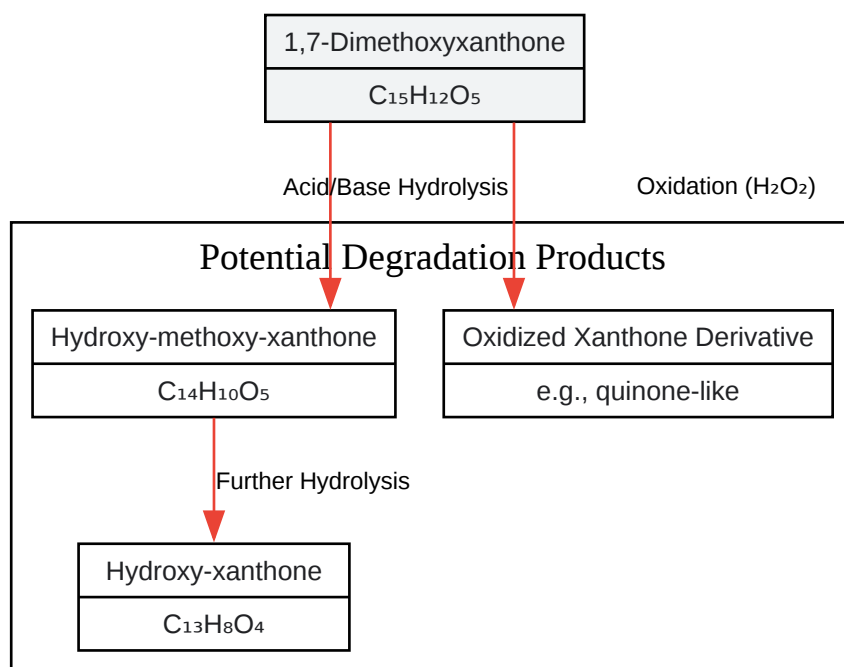 1,7-Dimethoxyxanthone
C₁₅H₁₂O₅
Acid/Base Hydrolysis
Oxidation (H₂O₂)
Potential Degradation Products
Hydroxy-methoxy-xanthone
C₁₄H₁₀O₅
Oxidized Xanthone Derivative
e.g., quinone-like
Further Hydrolysis
Hydroxy-xanthone
C₁₃H₈O₄